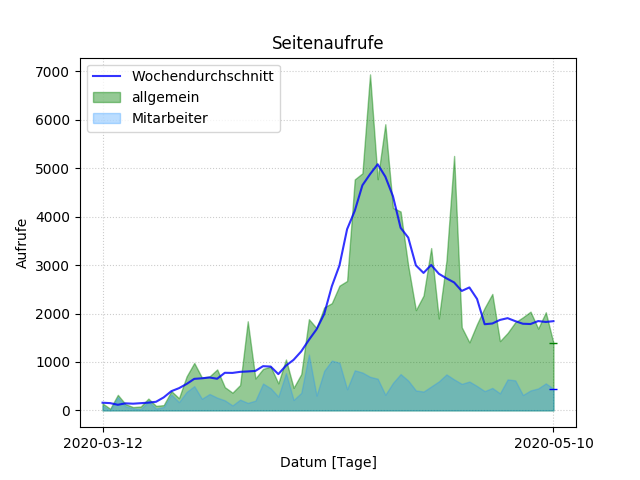 Seitenaufrufe
Wochendurchschnitt
allgemein
Mitarbeiter
7000
6000
5000
4000
3000
2000
1000
0
Aufrufe
2020-03-12
2020-05-10
Datum [Tage]